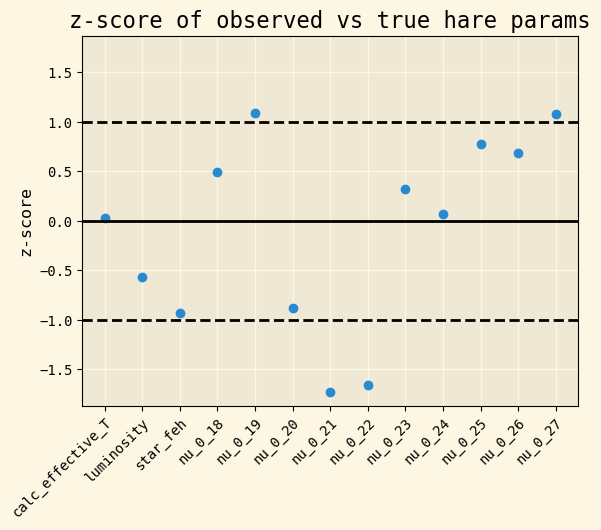 z-score of observed vs true hare params
z-score
1.5
1.0
0.5
0.0
−0.5
−1.0
−1.5
calc_effective_T
luminosity
star_feh
nu_0_18
nu_0_19
nu_0_20
nu_0_21
nu_0_22
nu_0_23
nu_0_24
nu_0_25
nu_0_26
nu_0_27